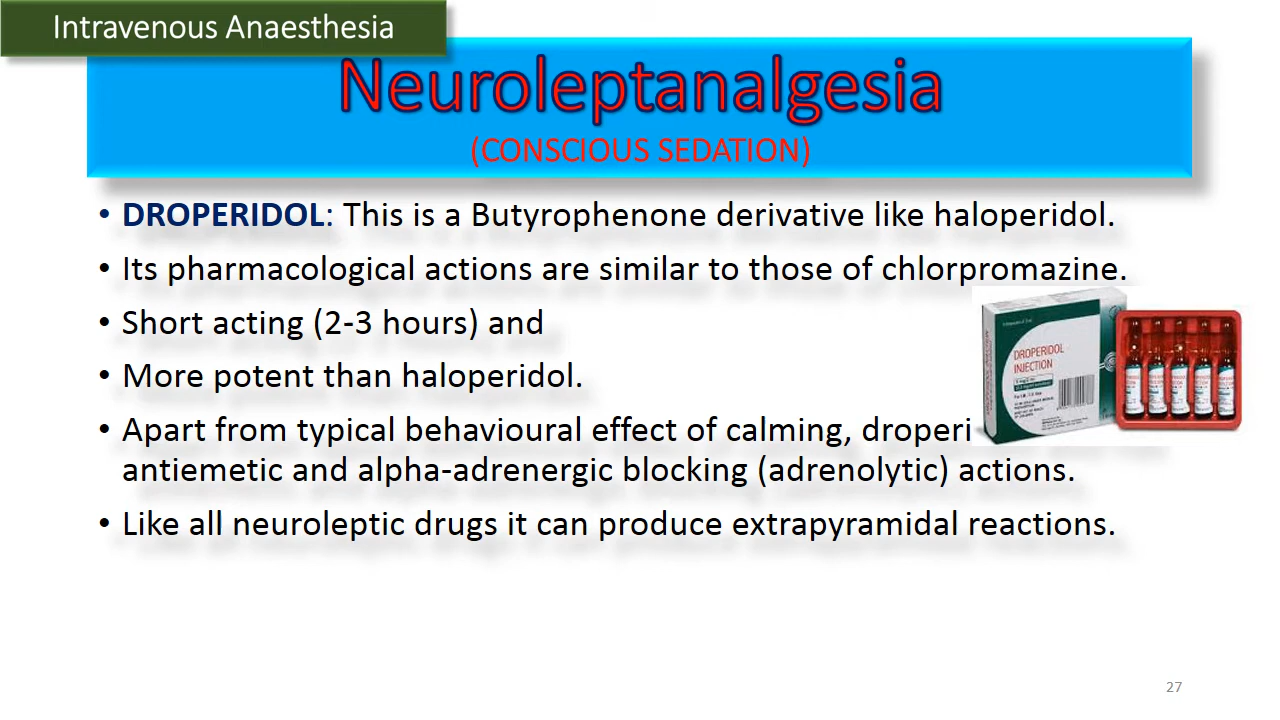 Intravenous Anaesthesia
Neuroleptanalgesia
(CONSCIOUS SEDATION)
• DROPERIDOL: This is a Butyrophenone derivative like haloperidol.
• Its pharmacological actions are similar to those of chlorpromazine.
• Short acting (2-3 hours) and
• More potent than haloperidol.
• Apart from typical behavioural effect of calming, droperi
antiemetic and alpha-adrenergic blocking (adrenolytic) actions.
• Like all neuroleptic drugs it can produce extrapyramidal reactions.
DROPERIDOL
INJECTION
27